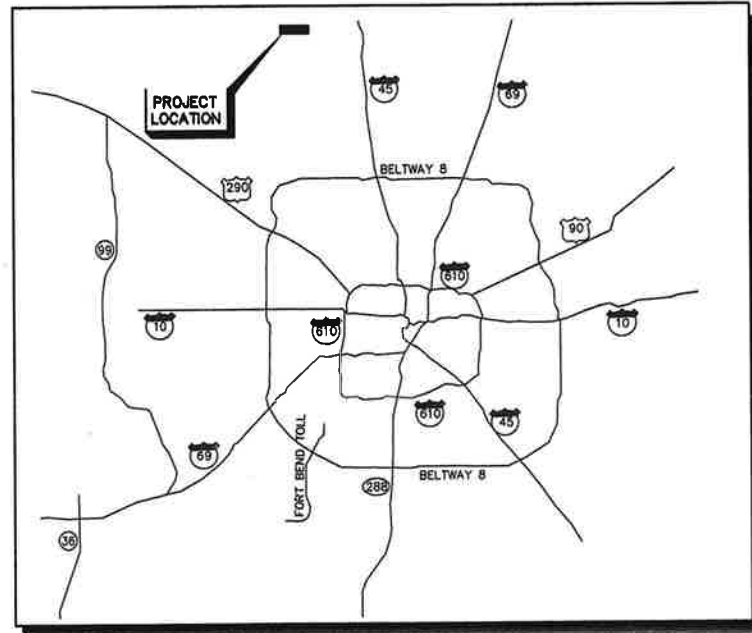 PROJECT
LOCATION
45
69
BELTWAY 8
290
90
99
610
10
610
10
610
45
69
FORT BEND TOLL
288
BELTWAY 8
36